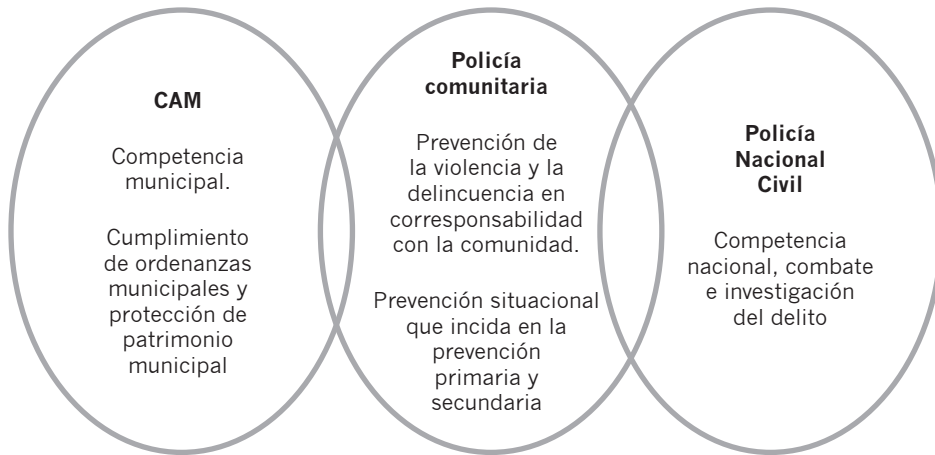 CAM
Competencia
municipal.
Cumplimiento
de ordenanzas
municipales y
protección de
patrimonio
municipal
Policía
comunitaria
Prevención de
la violencia y la
delincuencia en
corresponsabilidad
con la comunidad.
Prevención situacional
que incida en la
prevención
primaria y
secundaria
Policía
Nacional
Civil
Competencia
nacional, combate
e investigación
del delito